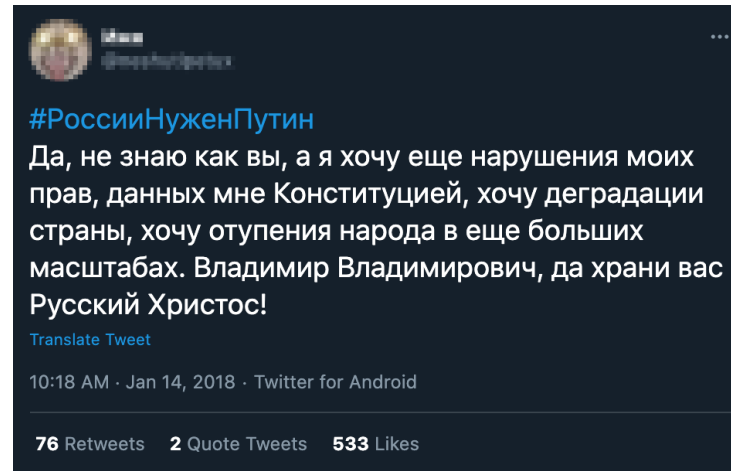 #РоссииНуженПутин
Да, не знаю как вы, а я хочу еще нарушения моих
прав, данных мне Конституцией, хочу деградации
страны, хочу отупения народа в еще больших
масштабах. Владимир Владимирович, да храни вас
Русский Христос!
Translate Tweet
10:18 AM · Jan 14, 2018 · Twitter for Android
76 Retweets 2 Quote Tweets 533 Likes